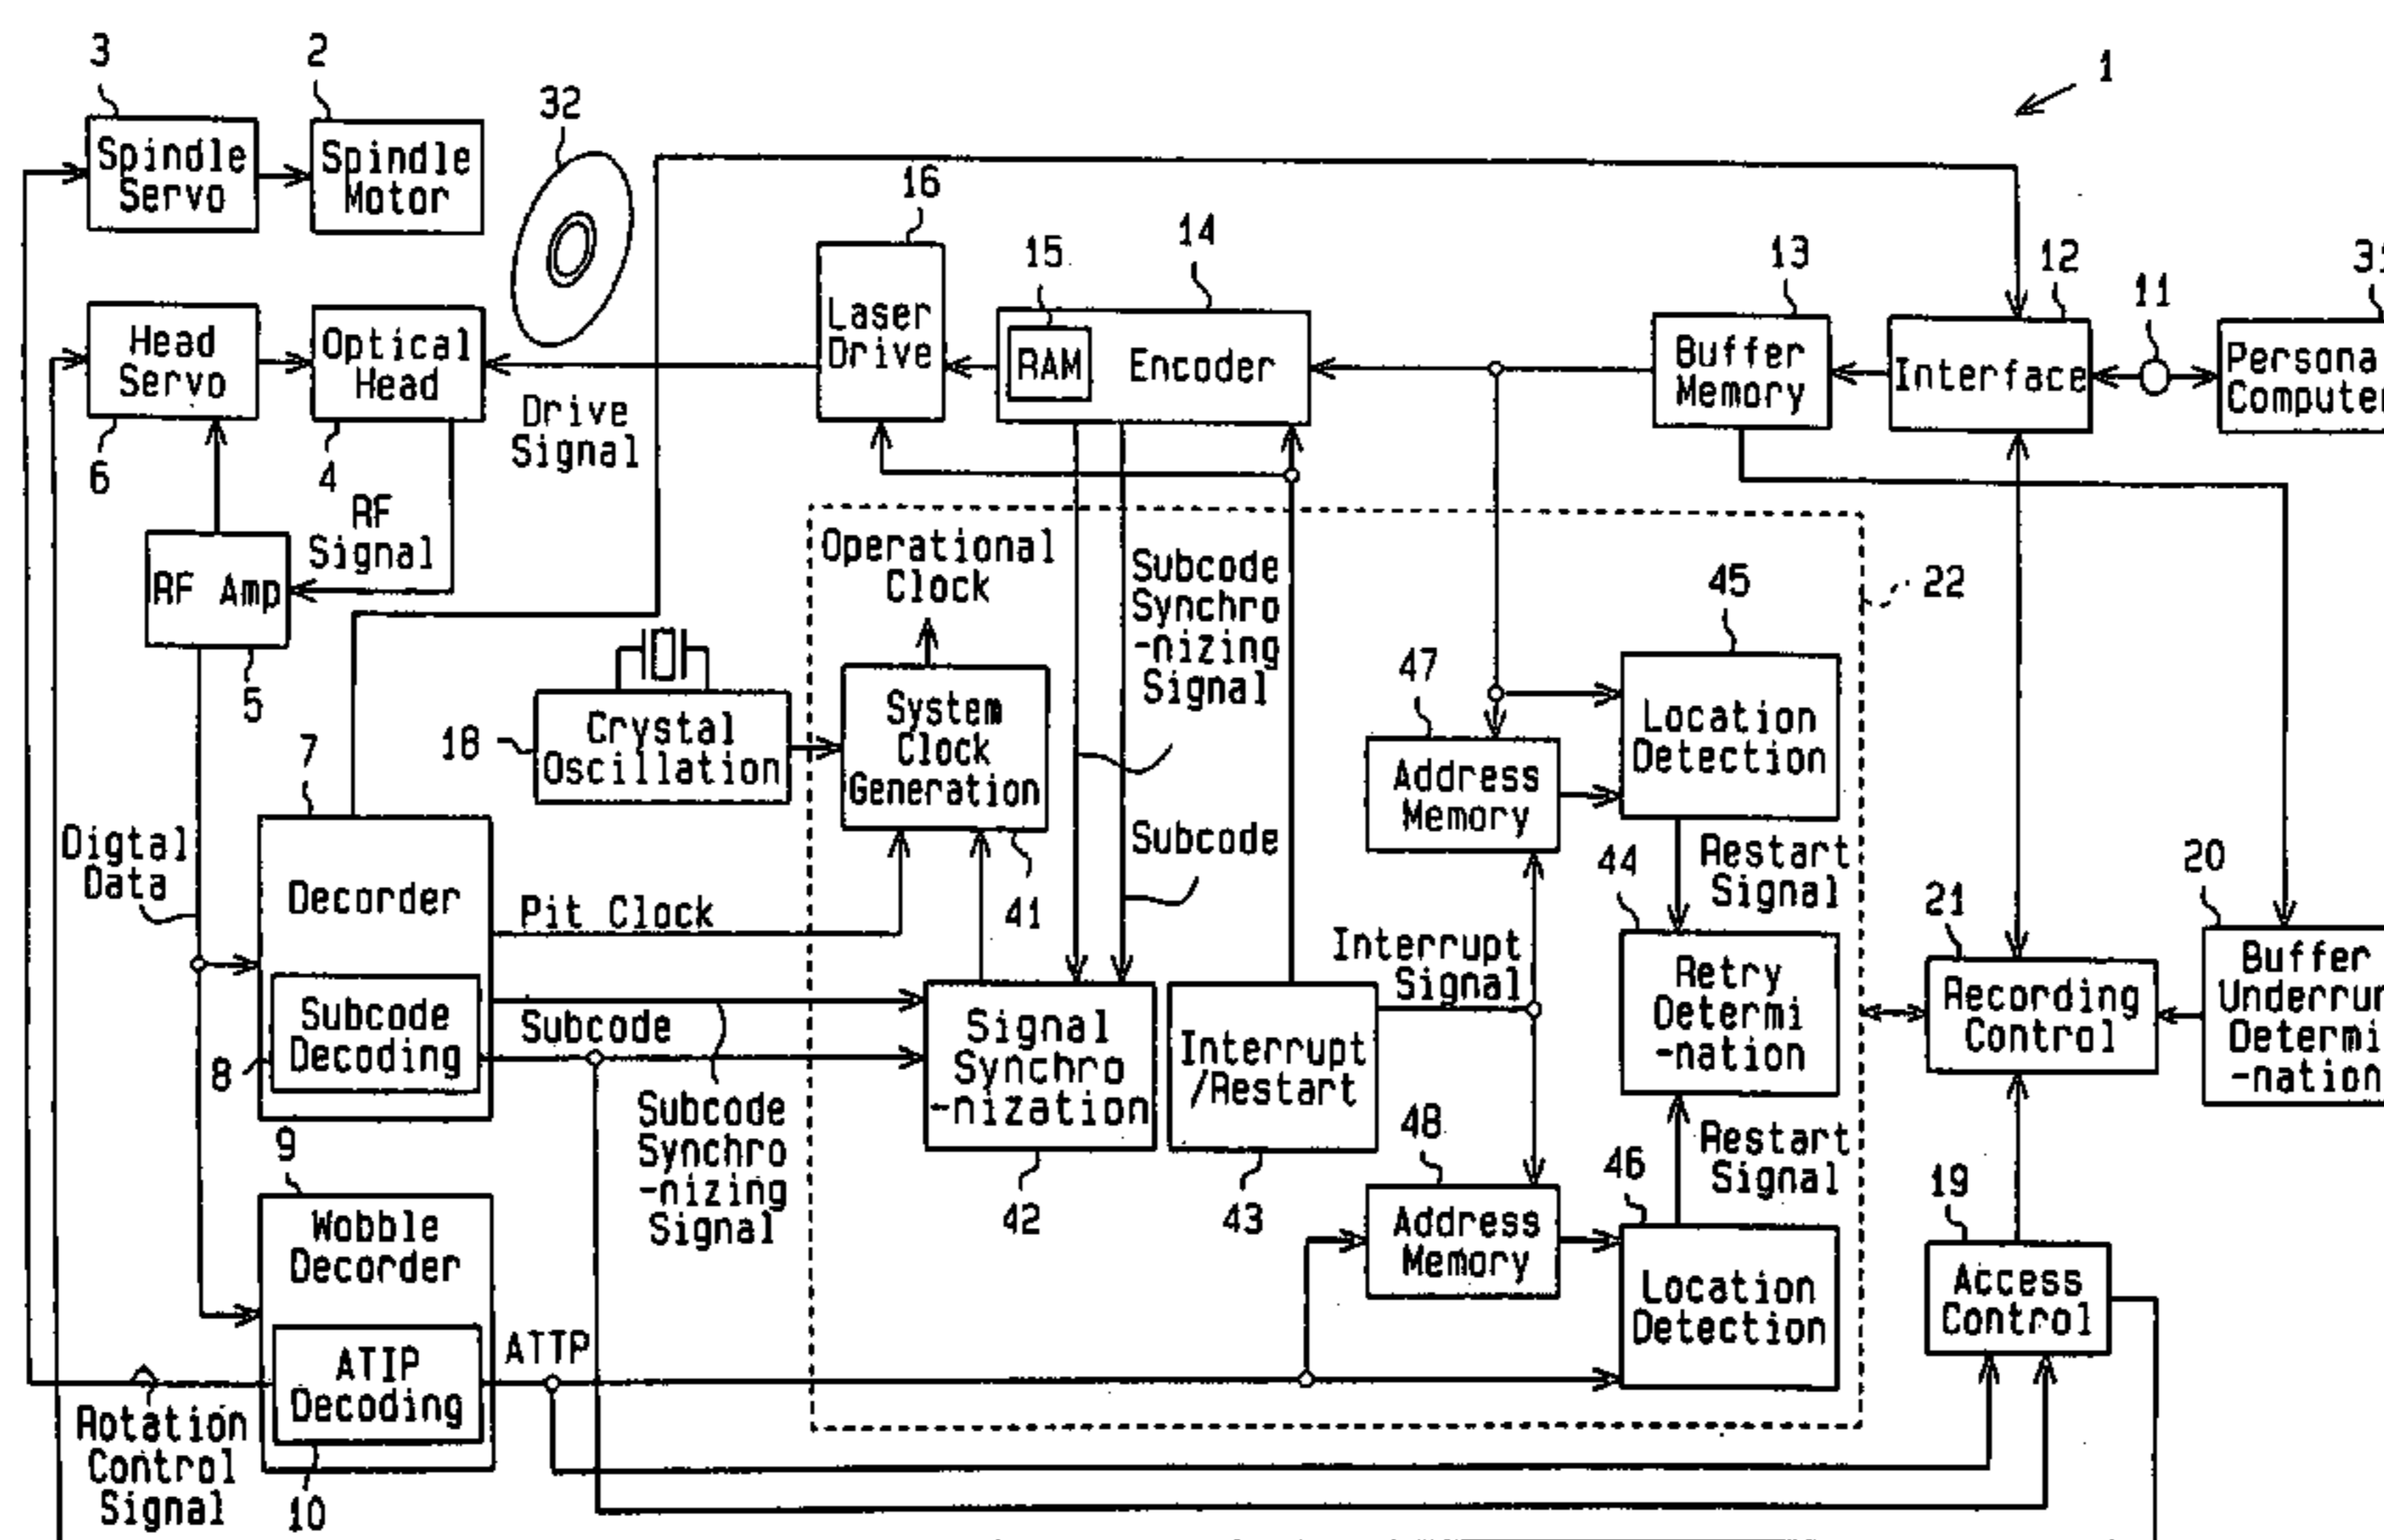 3
2
32
1
Spindle
Servo
Spindle
Motor
16
15
14
13
12
11
31
Head
Servo
Optical
Head
Laser
Drive
RAM
Encoder
Buffer
Memory
Interface
Persona
Computer
6
4
Drive
Signal
RF
Signal
RF Amp
5
Operational
Clock
Subcode
Synchro
-nizing
Signal
45
22
47
18
Crystal
Oscillation
System
Clock
Generation
Location
Detection
Address
Memory
7
Digtal
Data
Decorder
Pit Clock
41
Subcode
44
Restart
Signal
21
20
Interrupt
Signal
Retry
Determi
-nation
Recording
Control
Buffer
Underrun
Determi
-nation
8
Subcode
Decoding
Subcode
Signal
Synchro
-nization
Interrupt
/Restart
Subcode
Synchro
-nizing
Signal
42
43
48
46
Restart
Signal
19
9
Wobble
Decorder
Address
Memory
Location
Detection
Access
Control
ATIP
Decoding
ATTP
Rotation
Control
Signal
10